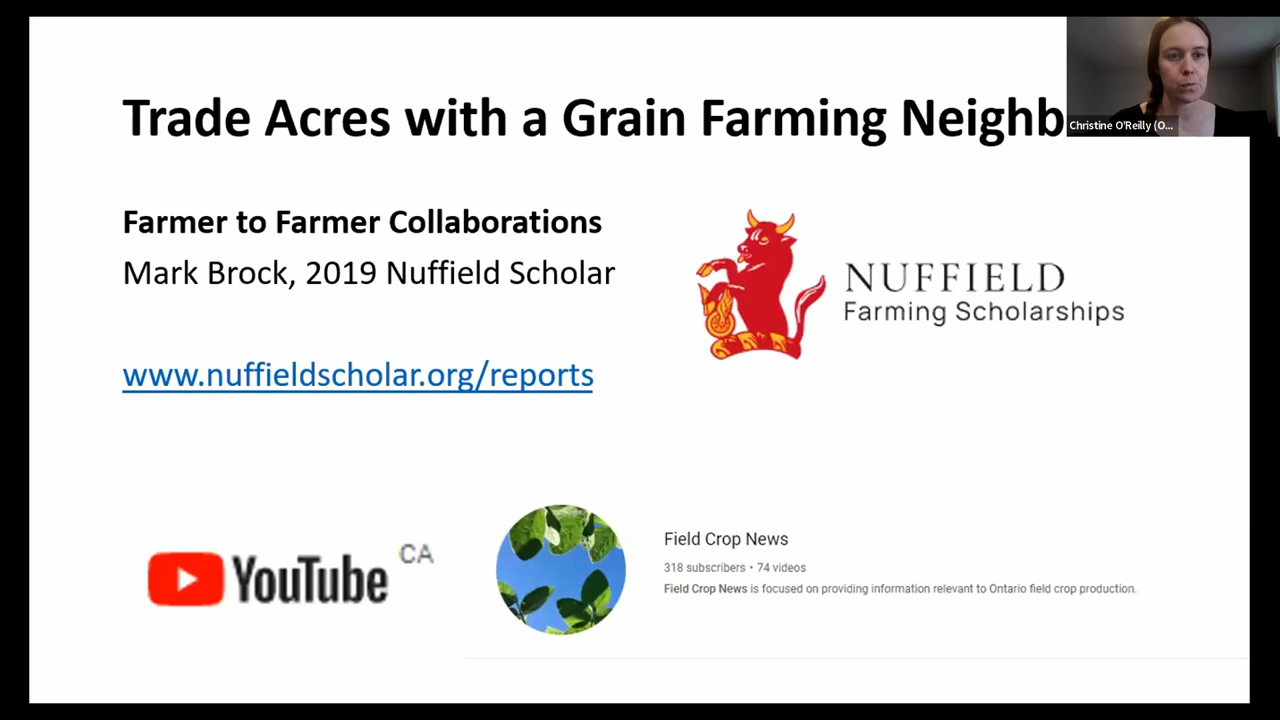 Trade Acres with a Grain Farming Neighb
Christine O'Reilly (O...
Farmer to Farmer Collaborations
Mark Brock, 2019 Nuffield Scholar
NUFFIELD
Farming Scholarships
www.nuffieldscholar.org/reports
YouTube CA
Field Crop News
318 subscribers • 74 videos
Field Crop News is focused on providing information relevant to Ontario field crop production.